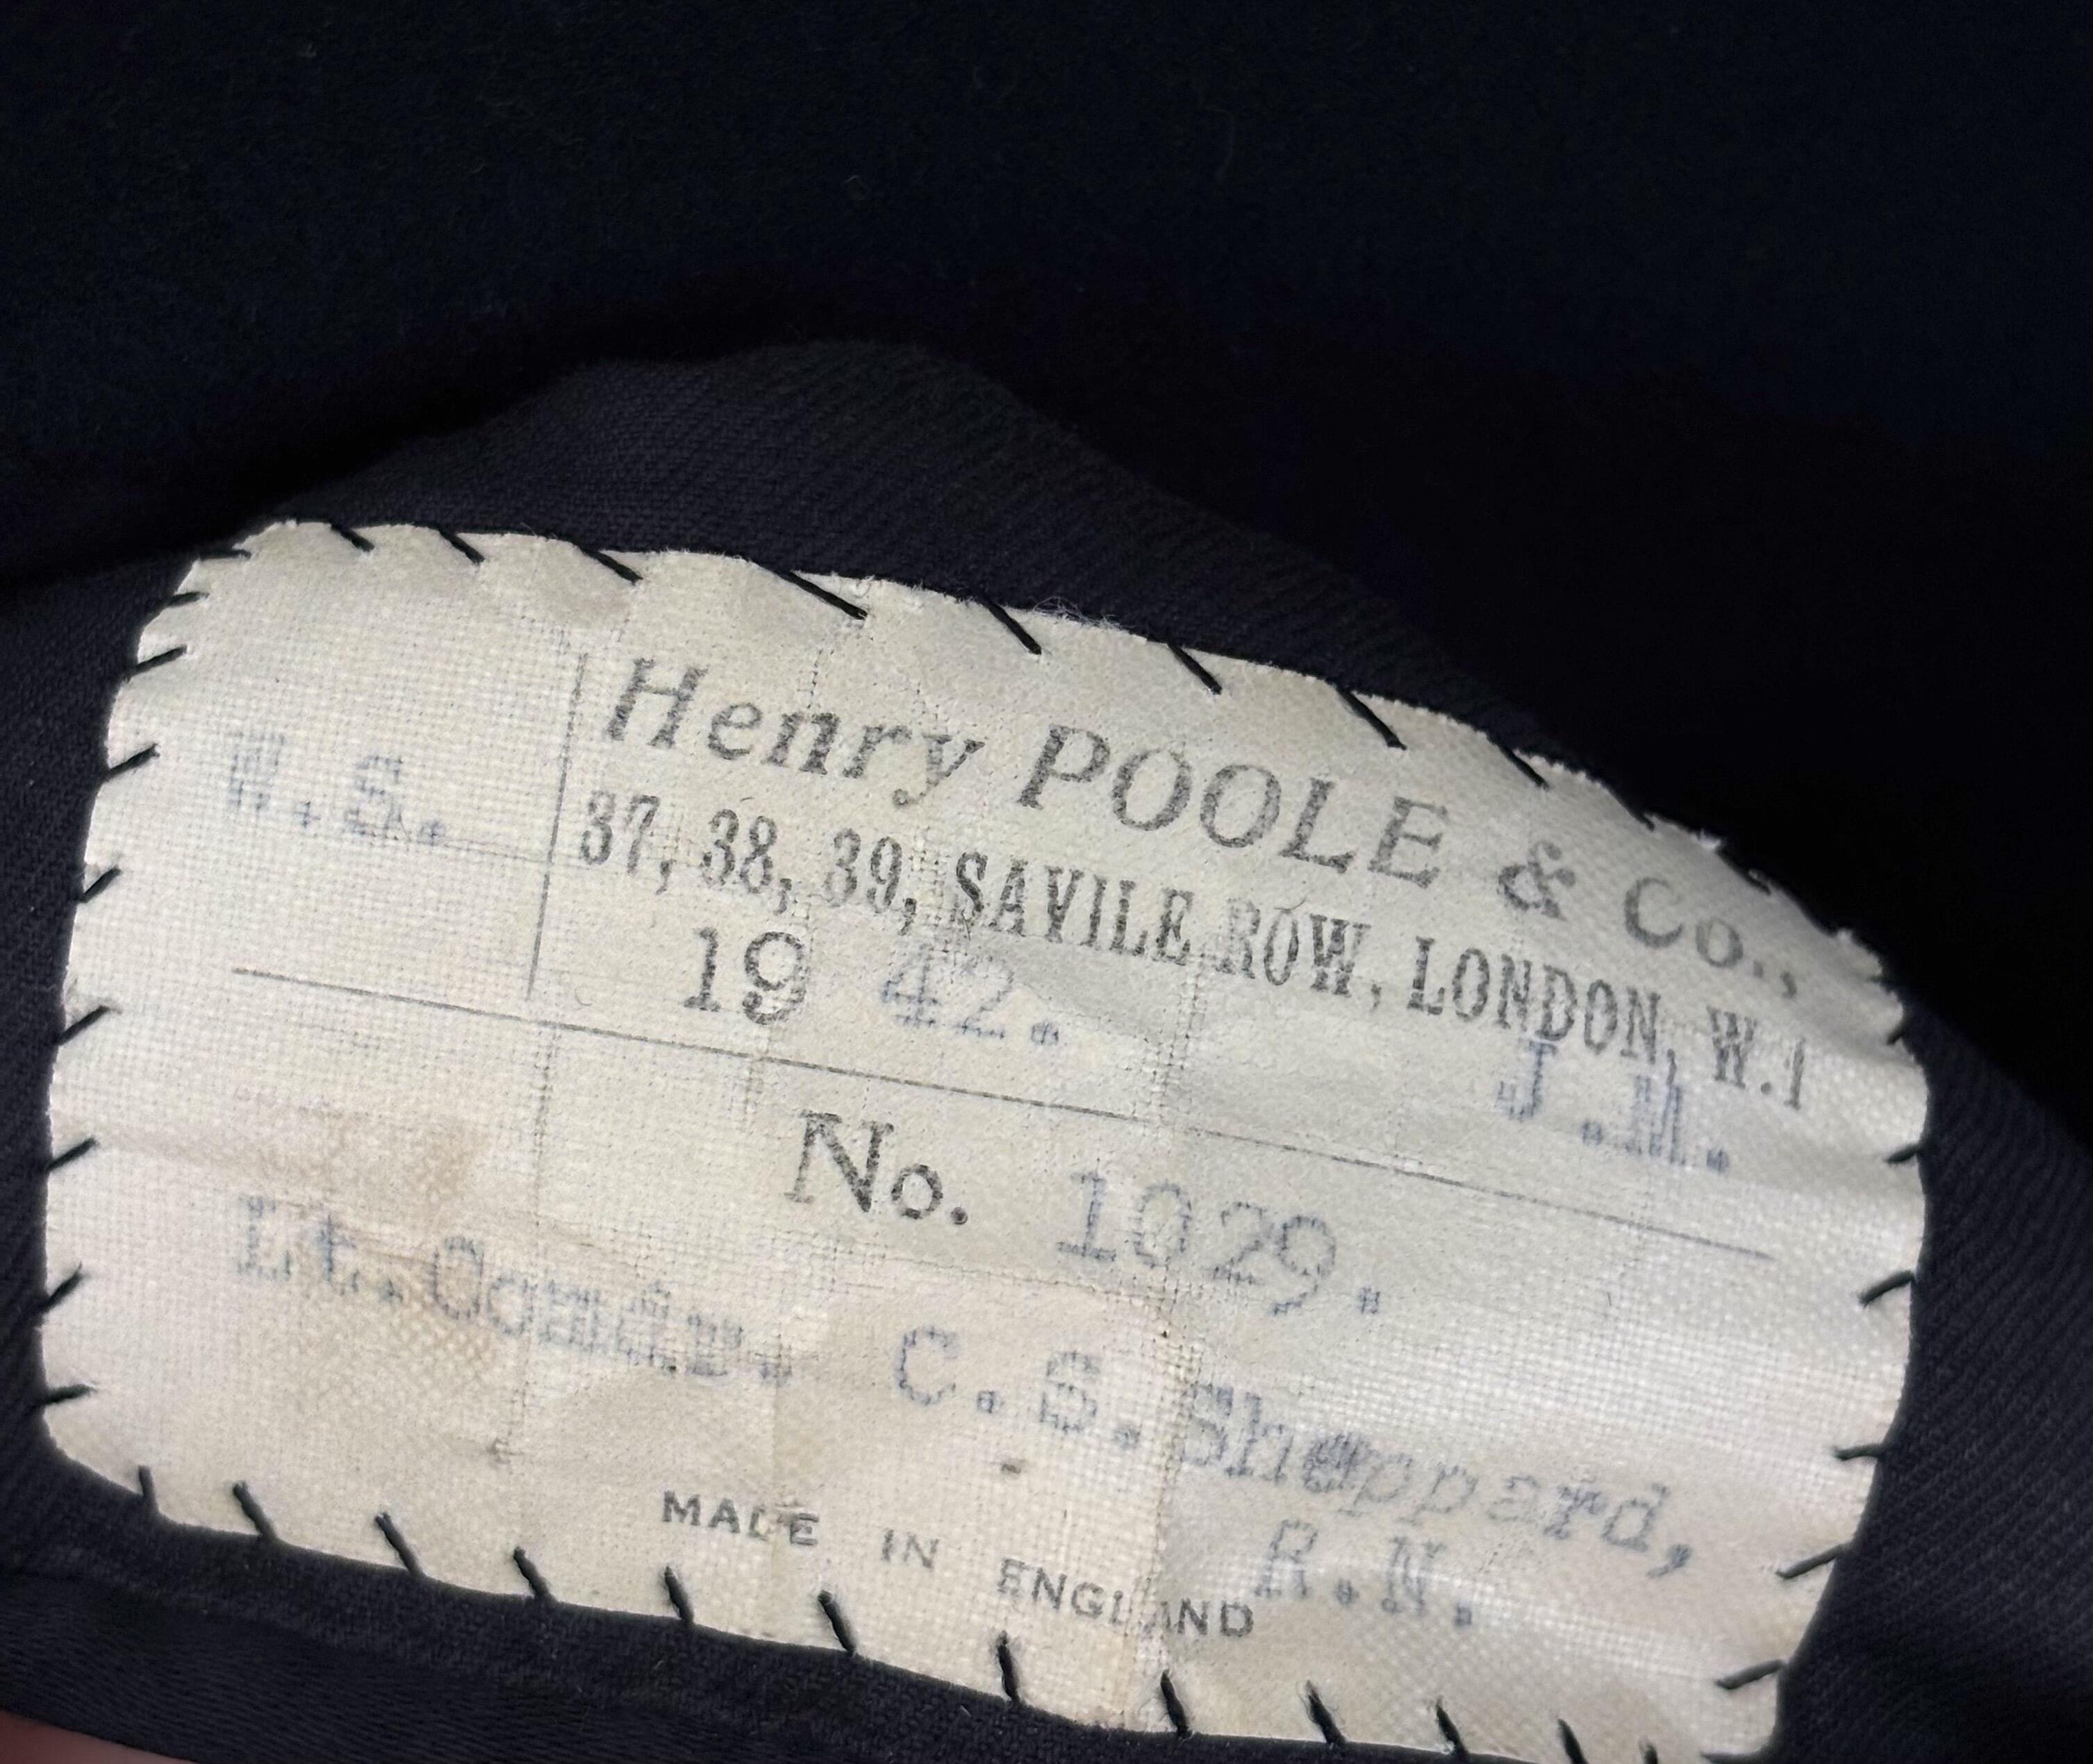 W.S.
Henry POOLE & Co.,
37, 38, 39, SAVILE ROW, LONDON, W.1
19 42.
J.M.
No. 1029.
Lt.Comdr. C.S.Sheppard,
R.N.
MADE IN ENGLAND